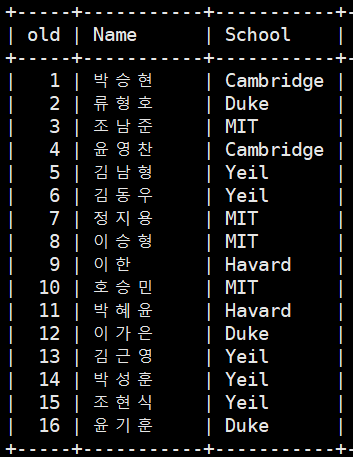 +-----+-----------+-----------+
| old | Name | School |
+-----+-----------+-----------+
| 1 | 박승현 | Cambridge |
| 2 | 류형호 | Duke |
| 3 | 조남준 | MIT |
| 4 | 윤영찬 | Cambridge |
| 5 | 김남형 | Yeil |
| 6 | 김동우 | Yeil |
| 7 | 정지용 | MIT |
| 8 | 이승형 | MIT |
| 9 | 이한 | Havard |
| 10 | 호승민 | MIT |
| 11 | 박혜윤 | Havard |
| 12 | 이가은 | Duke |
| 13 | 김근영 | Yeil |
| 14 | 박성훈 | Yeil |
| 15 | 조현식 | Yeil |
| 16 | 윤기훈 | Duke |
+-----+-----------+-----------+